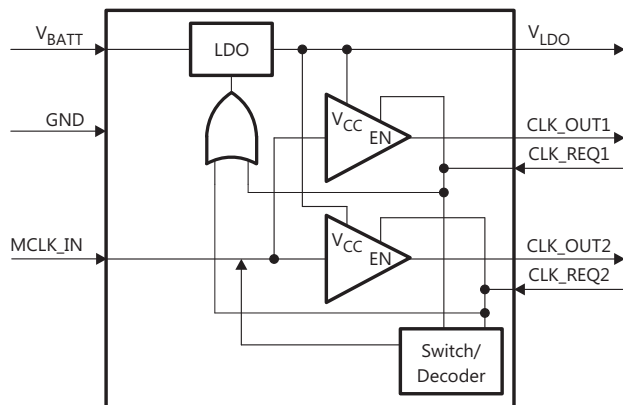 VBATT
LDO
VLDO
GND
VCC
EN
CLK_OUT1
CLK_REQ1
MCLK_IN
VCC
EN
CLK_OUT2
CLK_REQ2
Switch/
Decoder